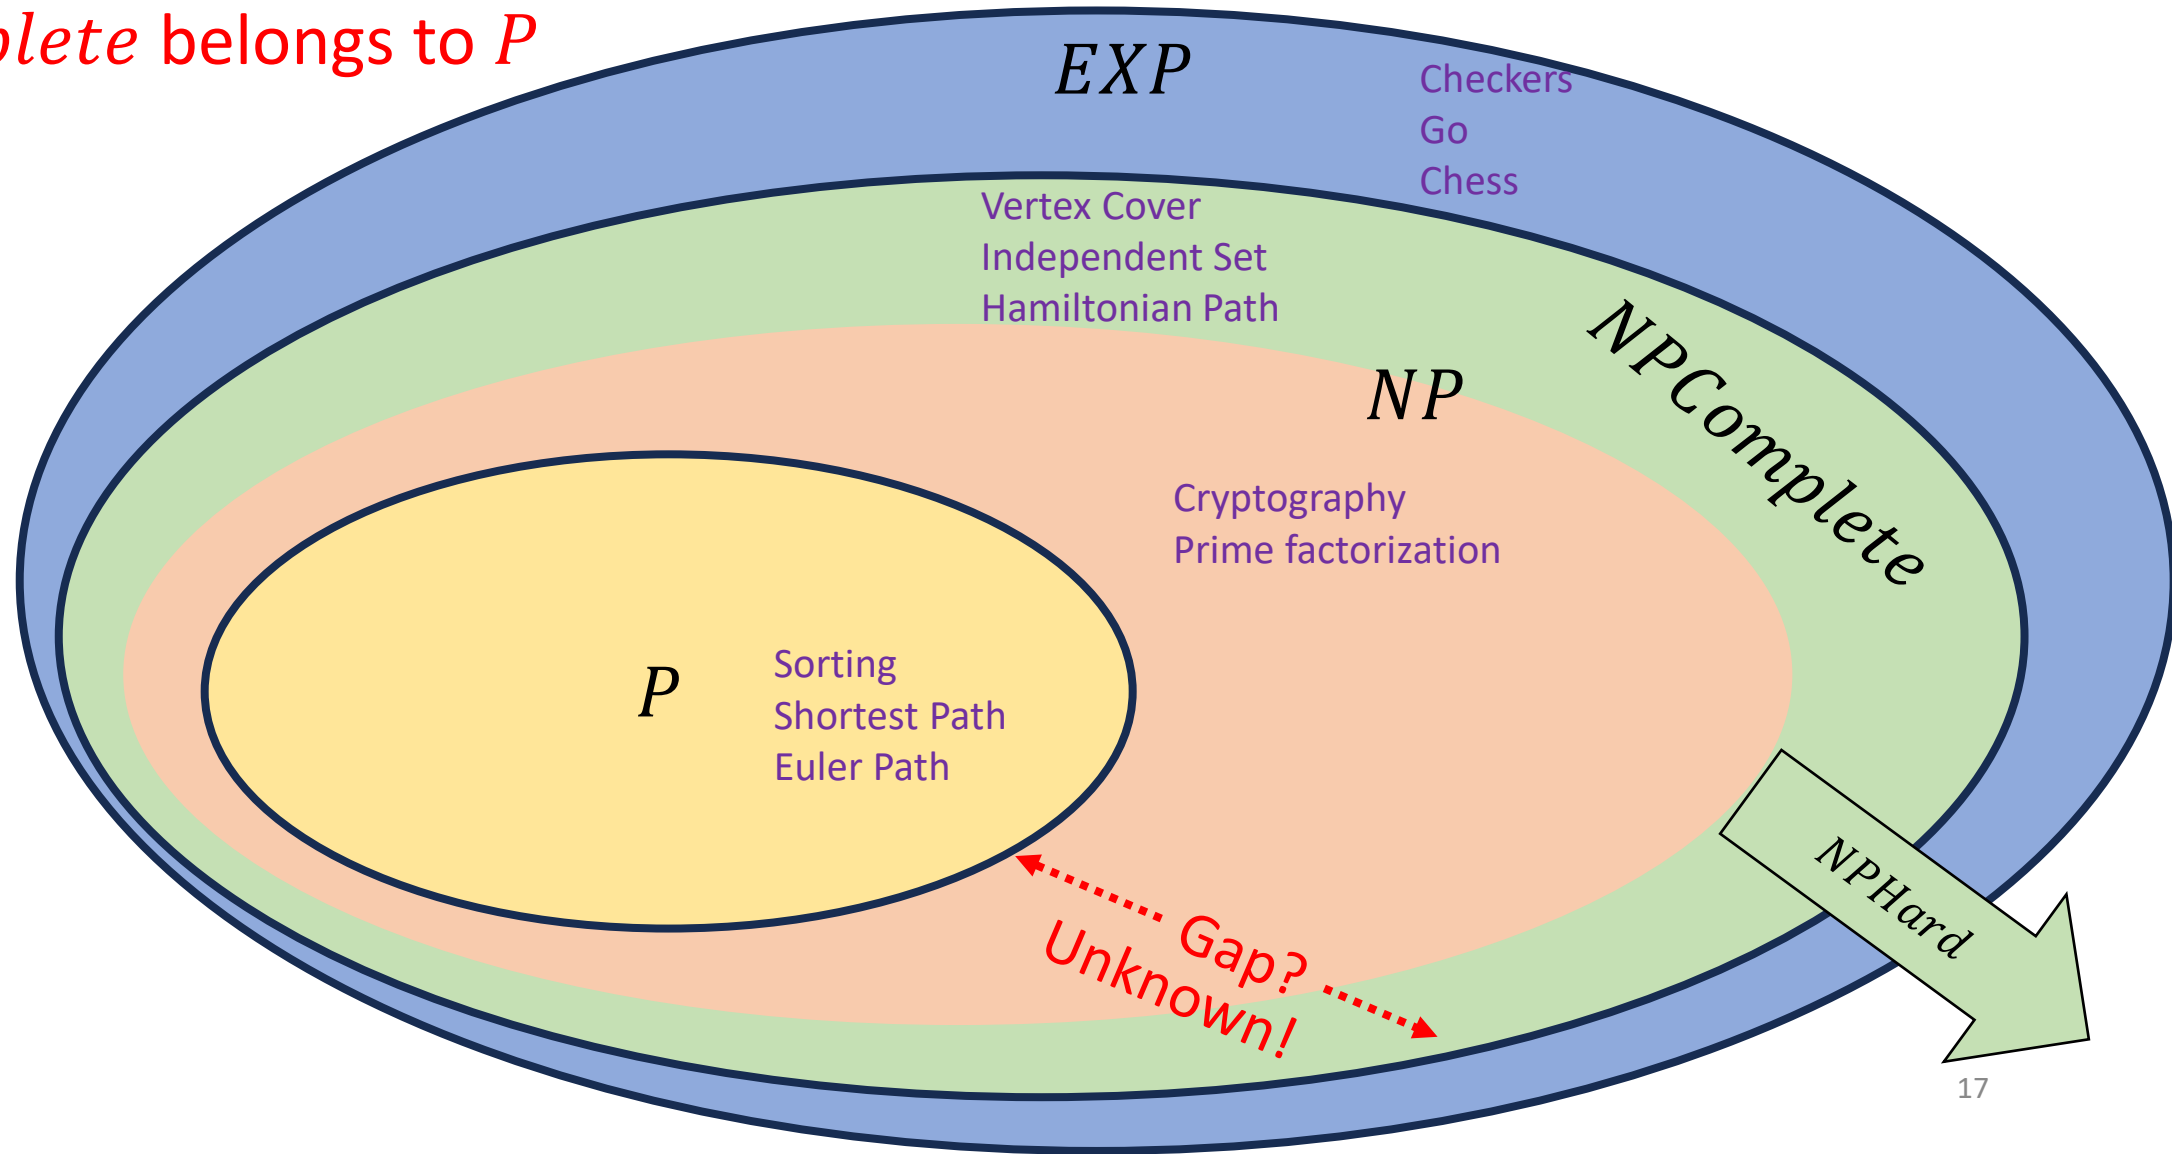 plete belongs to P
EXP
Checkers
Go
Chess
Vertex Cover
Independent Set
Hamiltonian Path
NPComplete
NP
Cryptography
Prime factorization
P
Sorting
Shortest Path
Euler Path
NPHard
Gap?
Unknown!
17